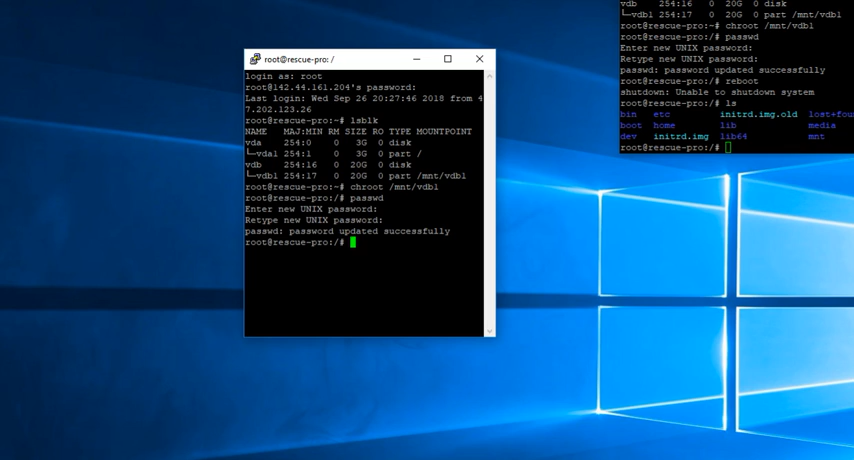 root@rescue-pro: /
login as: root
root@142.44.161.204's password:
Last login: Wed Sep 26 20:27:46 2018 from 4
7.202.123.26
root@rescue-pro:~# lsblk
NAME   MAJ:MIN RM SIZE RO TYPE MOUNTPOINT
vda    254:0    0   3G  0 disk
└─vda1 254:1    0   3G  0 part /
vdb    254:16   0  20G  0 disk
└─vdb1 254:17   0  20G  0 part /mnt/vdb1
root@rescue-pro:~# chroot /mnt/vdb1
root@rescue-pro:/# passwd
Enter new UNIX password:
Retype new UNIX password:
passwd: password updated successfully
root@rescue-pro:/#
vdb    254:16   0  20G  0 disk
└─vdb1 254:17   0  20G  0 part /mnt/vdb1
root@rescue-pro:~# chroot /mnt/vdb1
root@rescue-pro:/# passwd
Enter new UNIX password:
Retype new UNIX password:
passwd: password updated successfully
root@rescue-pro:/# reboot
shutdown: Unable to shutdown system
root@rescue-pro:/# ls
bin   etc   initrd.img.old  lost+fou
boot  home  lib             media
dev   initrd.img  lib64     mnt
root@rescue-pro:/#